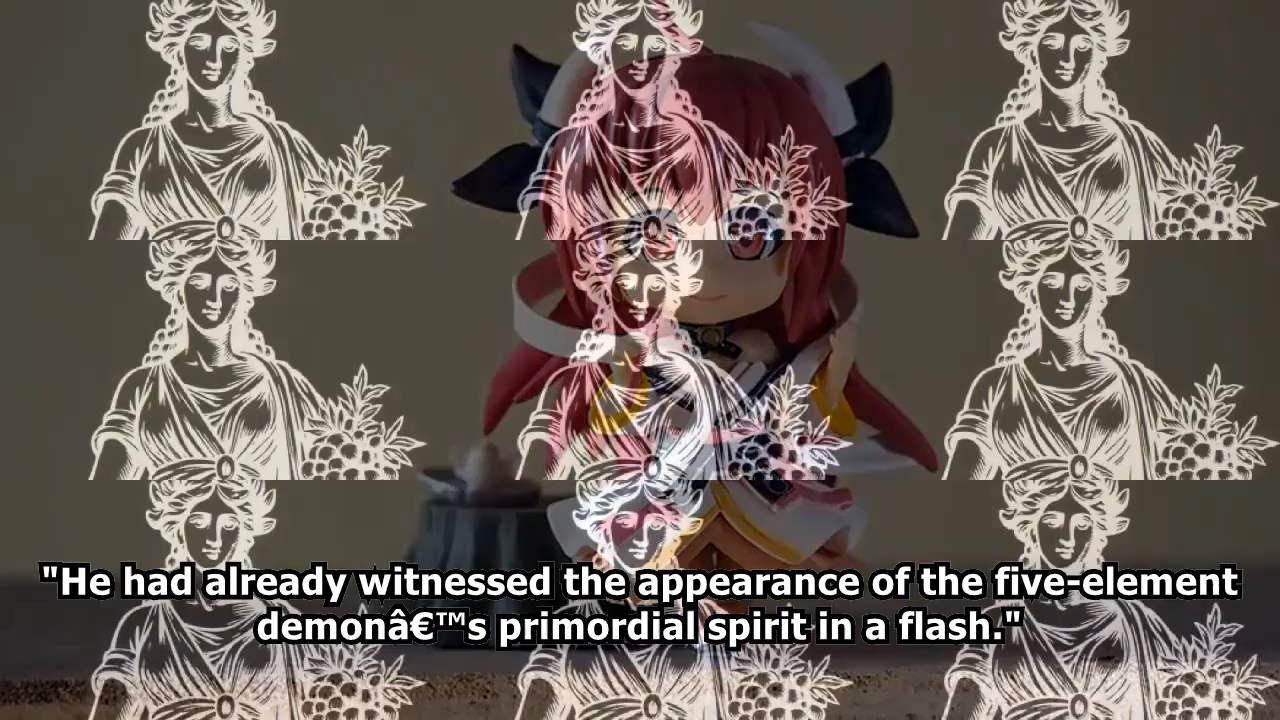 "He had already witnessed the appearance of the five-element
demonâ€™s primordial spirit in a flash."